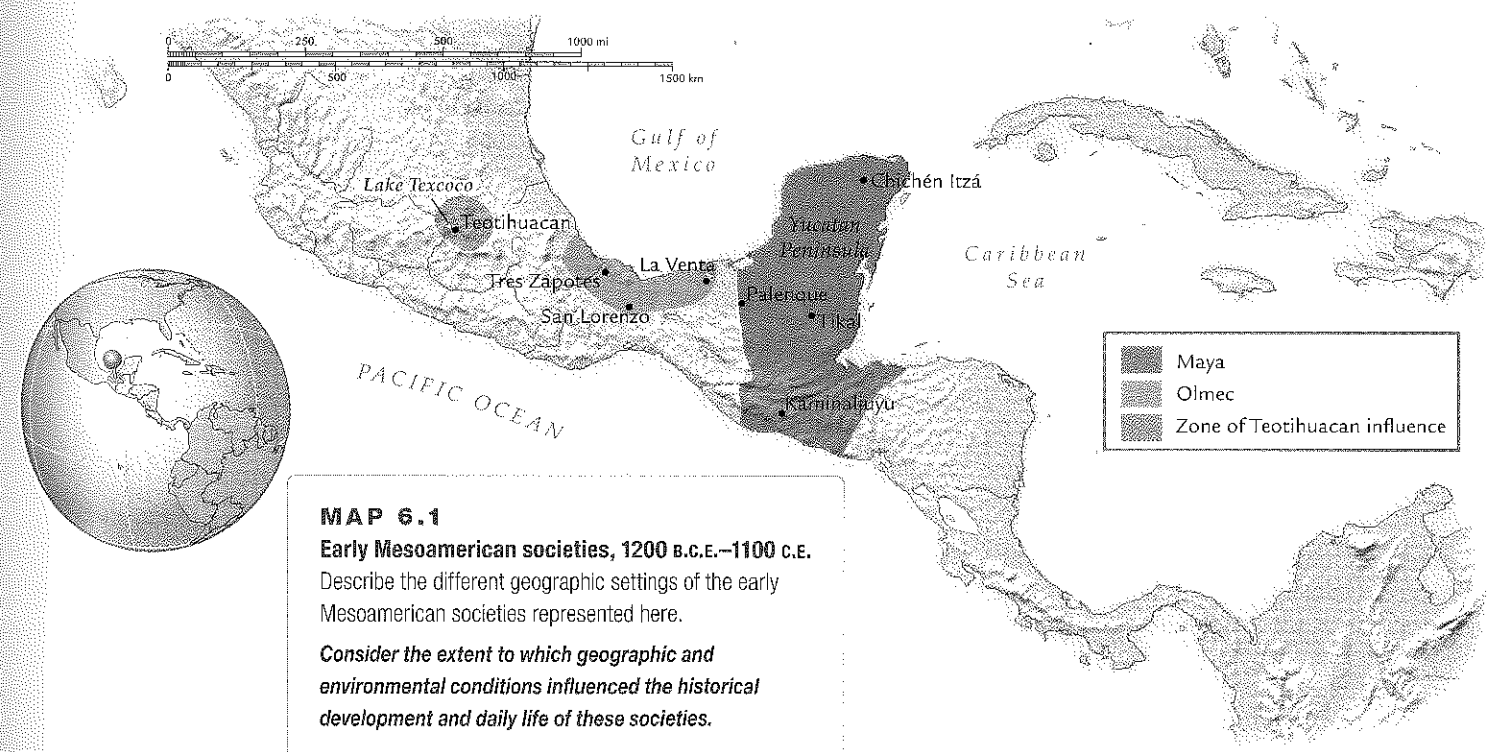 0 250 500 1000 mi
0 500 1000 1500 km
Gulf of
Mexico
Chichén Itzá
Lake Texcoco
Teotihuacan
Yucatan
Peninsula
Caribbean
Sea
La Venta
Tres Zapotes
Palenque
San Lorenzo
Tikal
PACIFIC OCEAN
Kaminaljuyú
Maya
Olmec
Zone of Teotihuacan influence
MAP 6.1
Early Mesoamerican societies, 1200 B.C.E.–1100 C.E.
Describe the different geographic settings of the early
Mesoamerican societies represented here.
Consider the extent to which geographic and
environmental conditions influenced the historical
development and daily life of these societies.